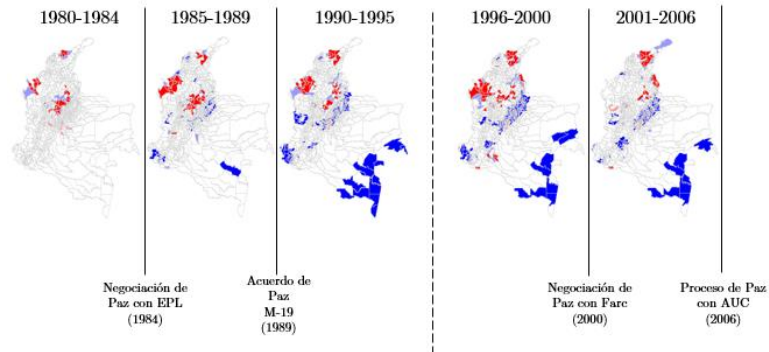 1980-1984
1985-1989
1990-1995
1996-2000
2001-2006
Negociación de
Paz con EPL
(1984)
Acuerdo de
Paz
M-19
(1989)
Negociación de
Paz con Farc
(2000)
Proceso de Paz
con AUC
(2006)